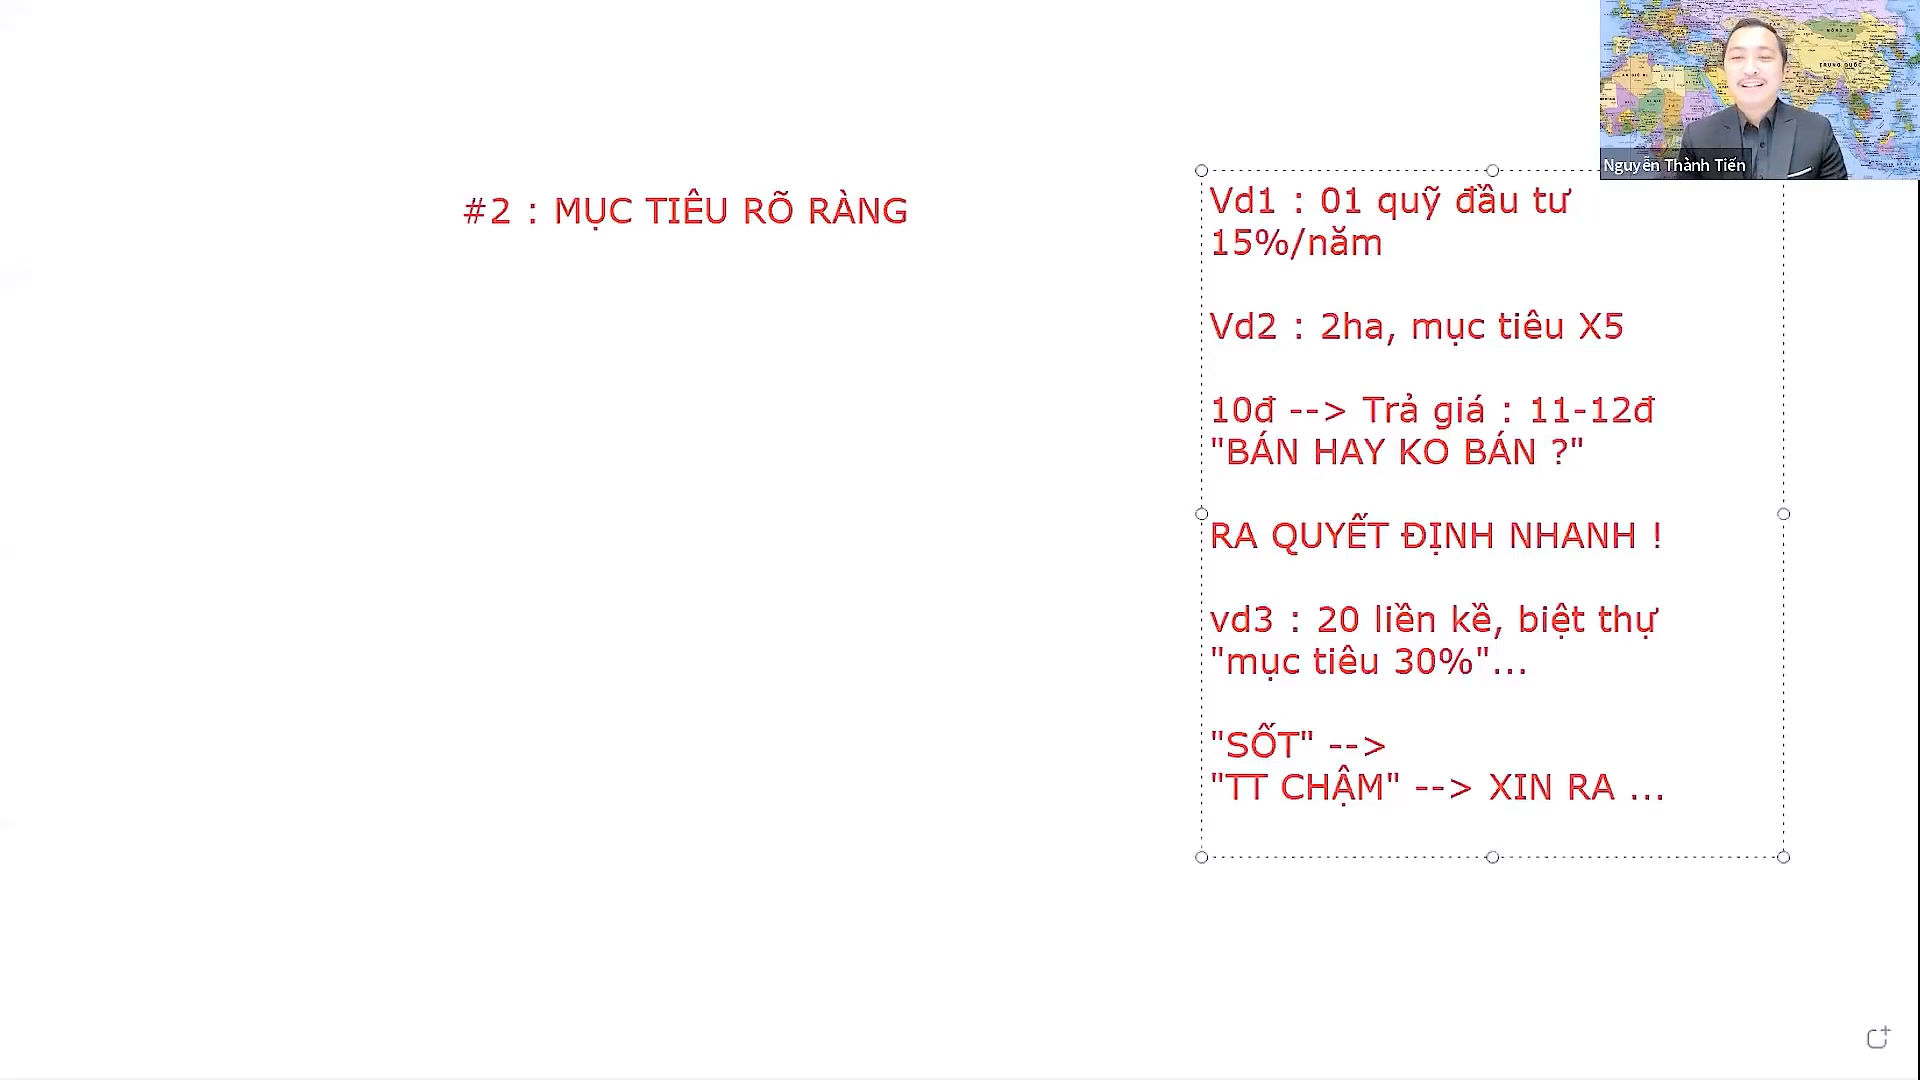 #2 : MỤC TIÊU RÕ RÀNG
Vd1 : 01 quỹ đầu tư
15%/năm
Vd2 : 2ha, mục tiêu X5
10đ --> Trả giá : 11-12đ
"BÁN HAY KO BÁN ?"
RA QUYẾT ĐỊNH NHANH !
vd3 : 20 liền kề, biệt thự
"mục tiêu 30%"...
"SỐT" -->
"TT CHẬM" --> XIN RA ...
Nguyễn Thành Tiến
TRUNG QUỐC